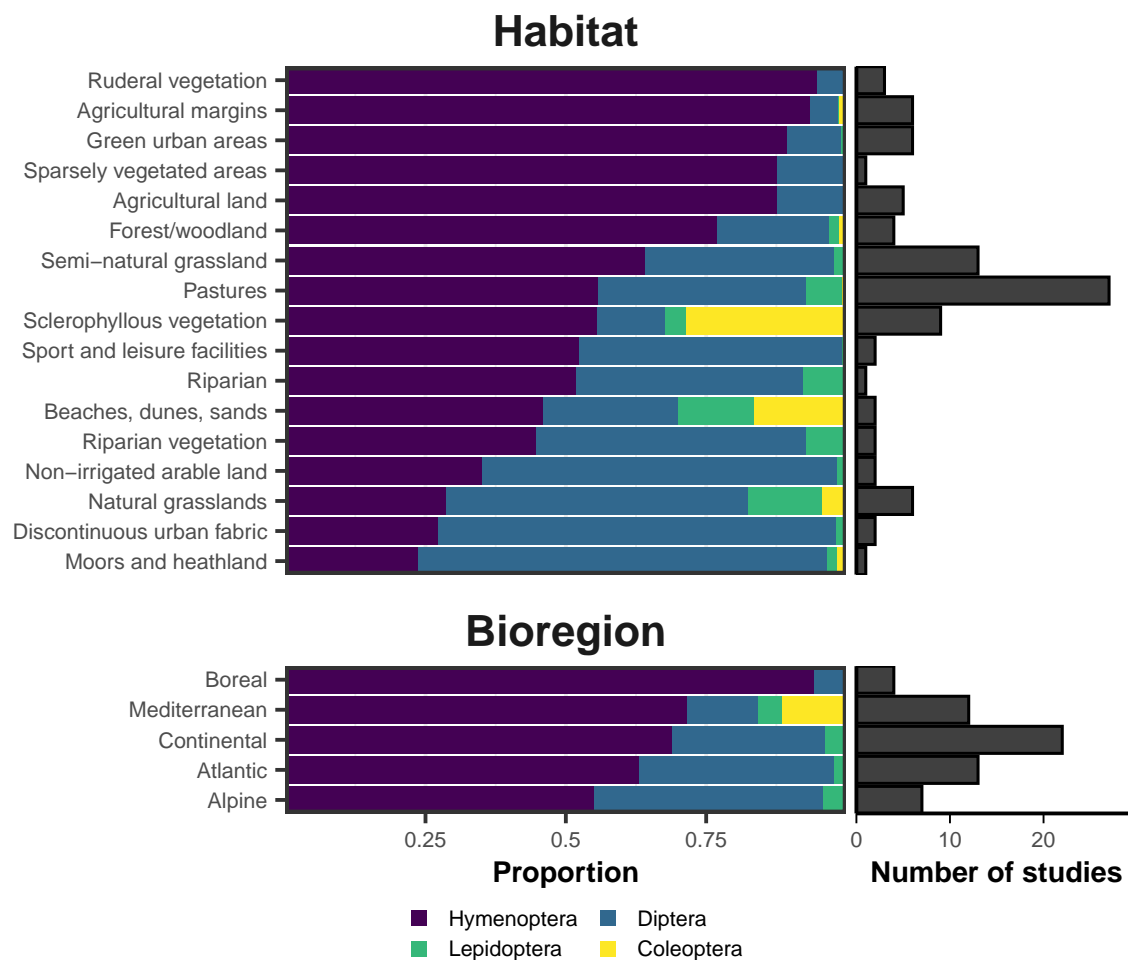 Habitat
Ruderal vegetation
Agricultural margins
Green urban areas
Sparsely vegetated areas
Agricultural land
Forest/woodland
Semi−natural grassland
Pastures
Sclerophyllous vegetation
Sport and leisure facilities
Riparian
Beaches, dunes, sands
Riparian vegetation
Non−irrigated arable land
Natural grasslands
Discontinuous urban fabric
Moors and heathland
Bioregion
Boreal
Mediterranean
Continental
Atlantic
Alpine
0.25 0.5 0.75 0 10 20
Proportion Number of studies
Hymenoptera Diptera
Lepidoptera Coleoptera